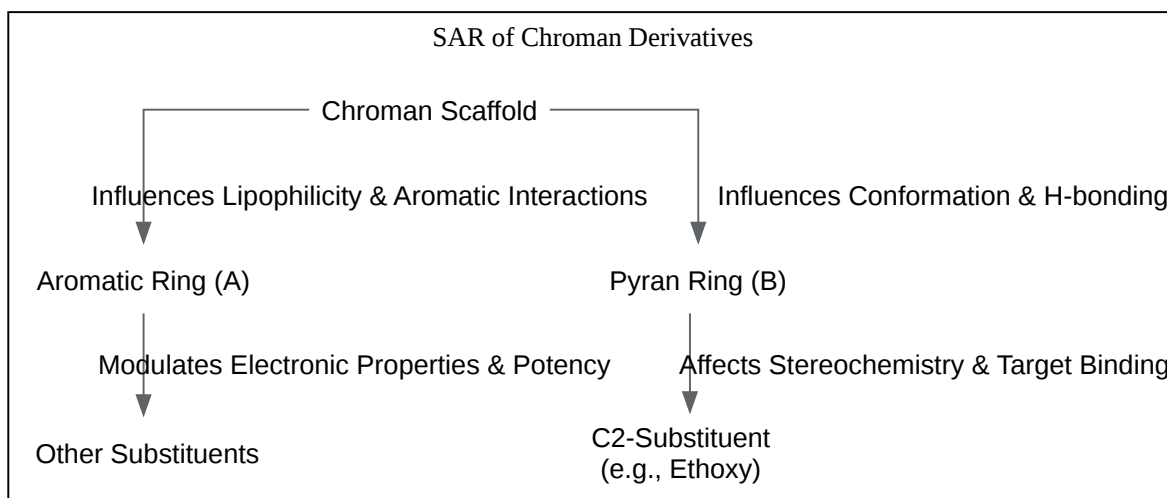 SAR of Chroman Derivatives
Chroman Scaffold
Influences Lipophilicity & Aromatic Interactions
Influences Conformation & H-bonding
Aromatic Ring (A)
Pyran Ring (B)
Modulates Electronic Properties & Potency
Affects Stereochemistry & Target Binding
Other Substituents
C2-Substituent
(e.g., Ethoxy)